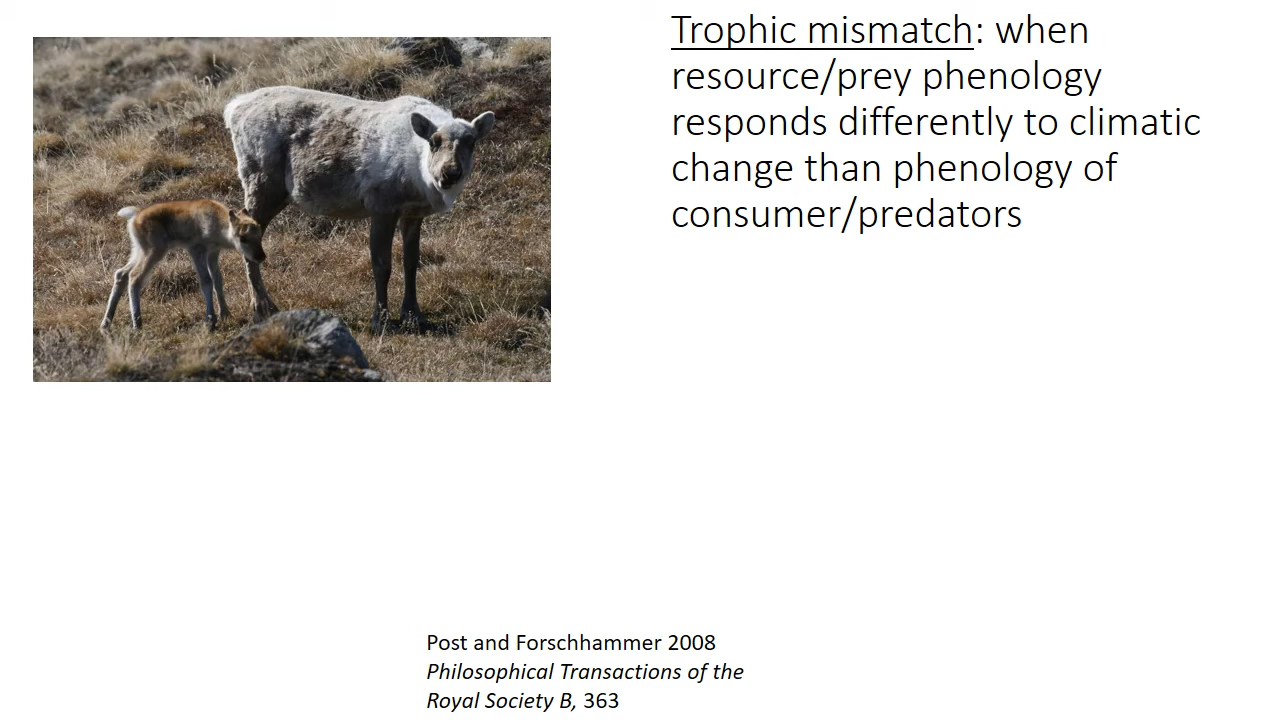 Trophic mismatch: when
resource/prey phenology
responds differently to climatic
change than phenology of
consumer/predators
Post and Forschhammer 2008
Philosophical Transactions of the
Royal Society B, 363